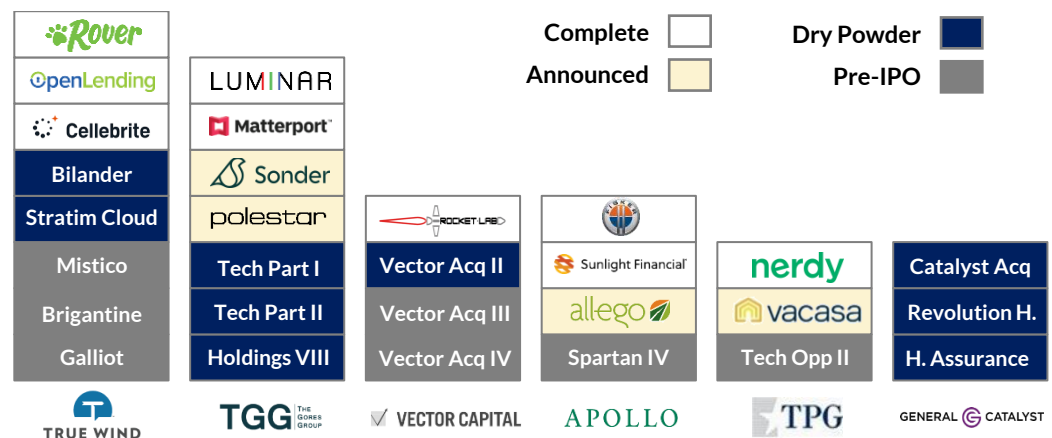 Complete
Announced
Dry Powder
Pre-IPO
Rover
OpenLending
Cellebrite
Bilander
Stratim Cloud
Mistico
Brigantine
Galliot
TRUE WIND
LUMINAR
Matterport™
Sonder
polestar
Tech Part I
Tech Part II
Holdings VIII
TGG THE GORES GROUP
ROCKET LAB
Vector Acq II
Vector Acq III
Vector Acq IV
VECTOR CAPITAL
FISKER
Sunlight Financial
allego
Spartan IV
APOLLO
nerdy
vacasa
Tech Opp II
TPG
Catalyst Acq
Revolution H.
H. Assurance
GENERAL CATALYST